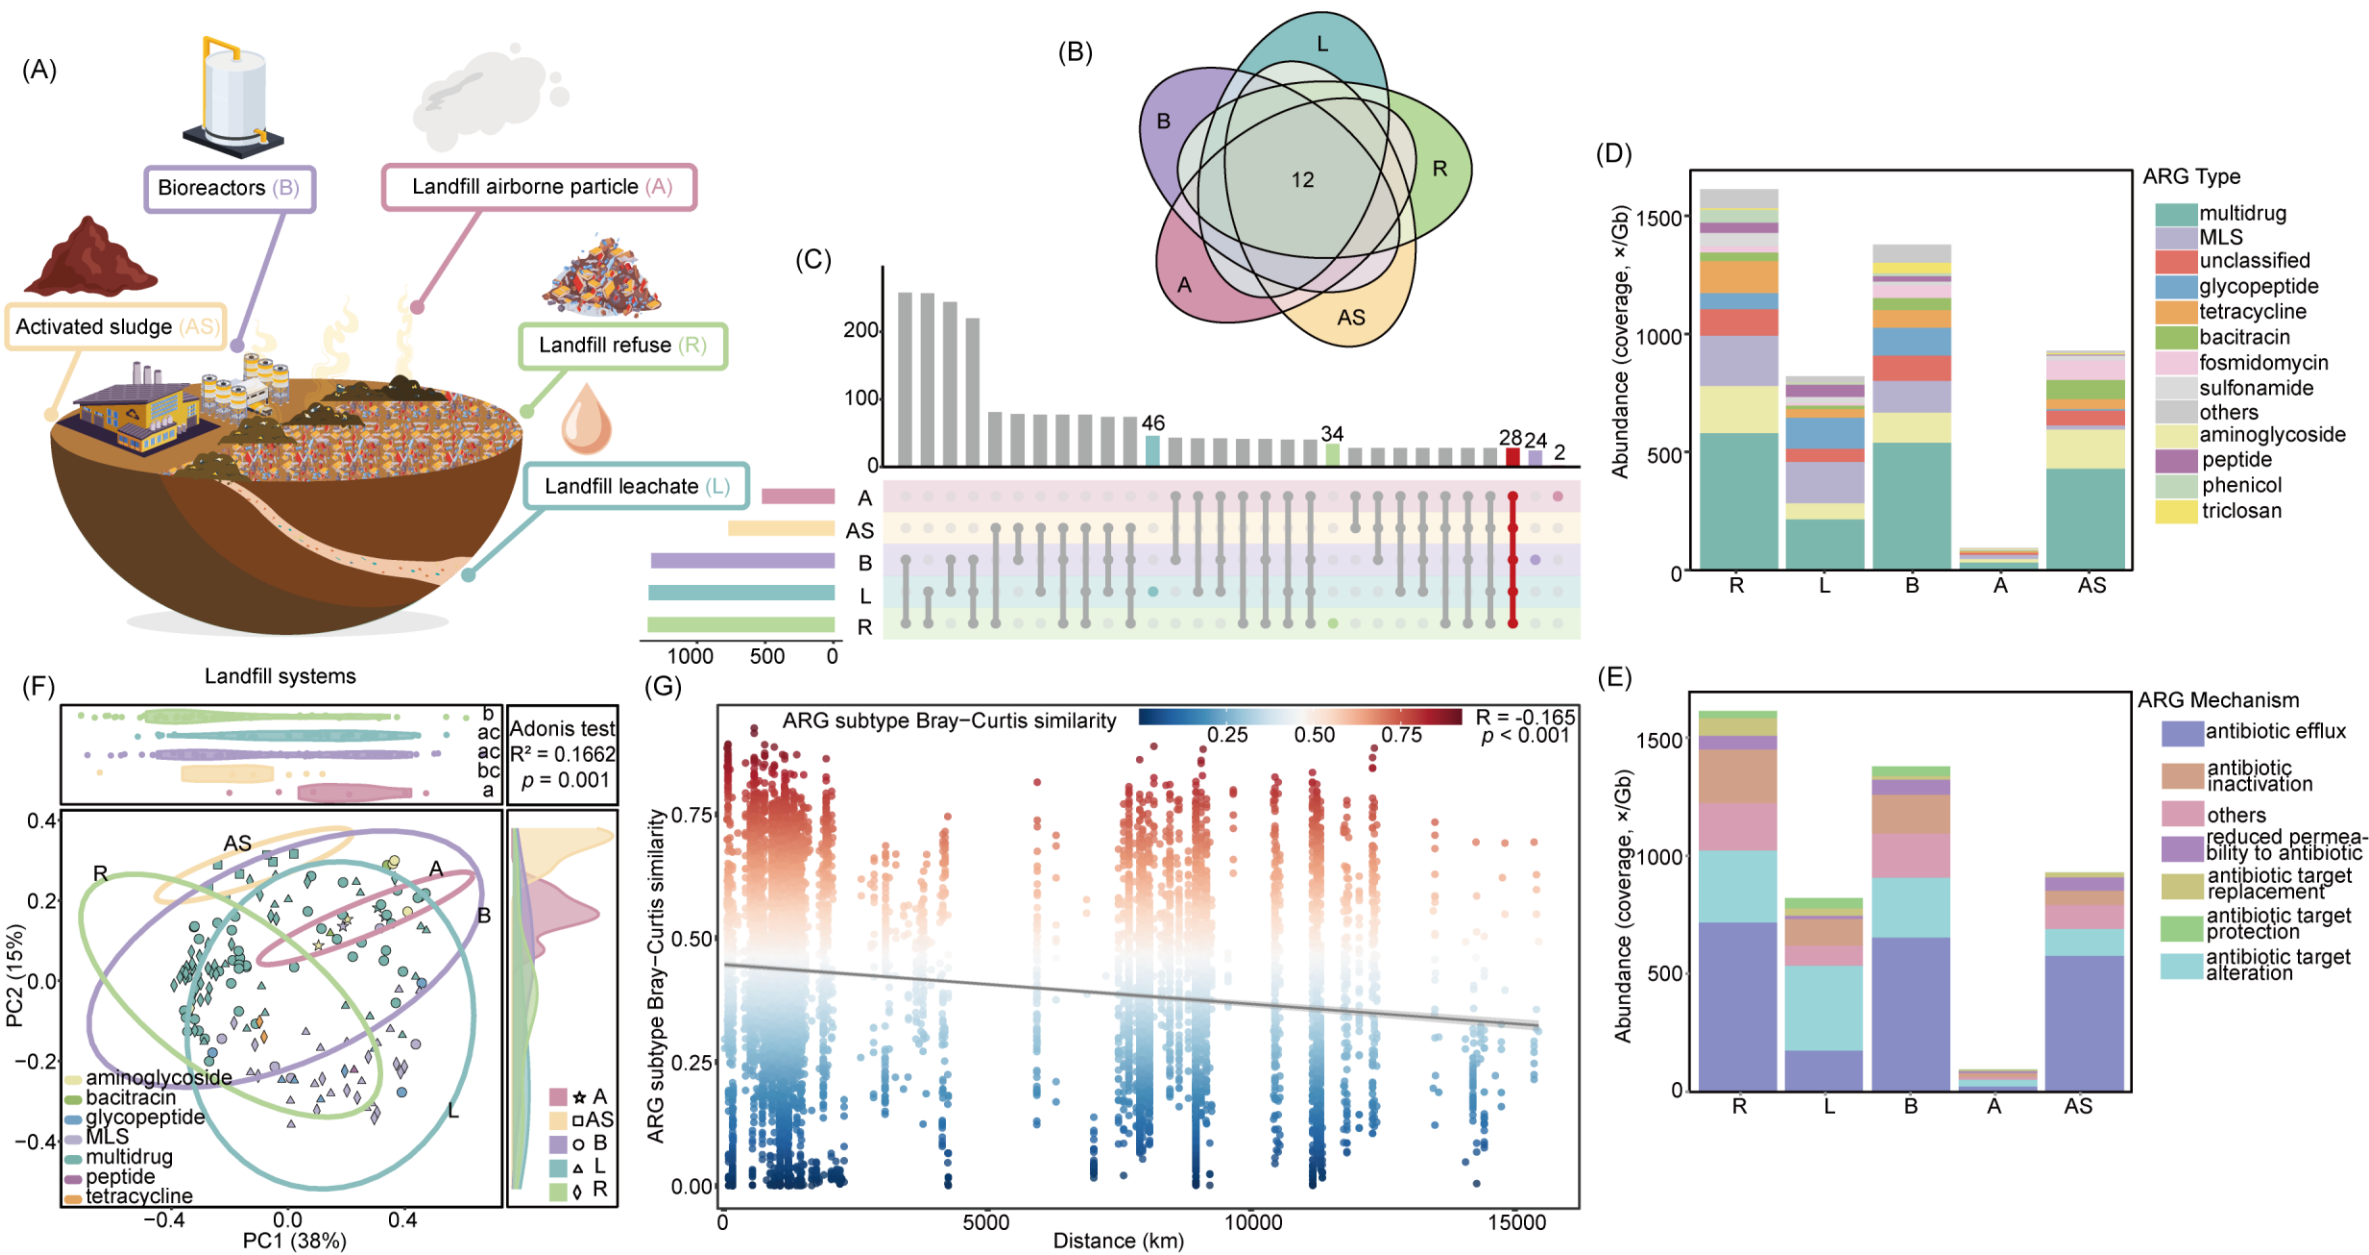 (A)
Bioreactors (B)
Landfill airborne particle (A)
Activated sludge (AS)
Landfill refuse (R)
Landfill leachate (L)
(B)
L
B
R
12
A
AS
(C)
200
100
0
46
34
28
24
2
A
AS
B
L
R
1000
500
0
(D)
Abundance (coverage, ×/Gb)
1500
1000
500
0
R
L
B
A
AS
ARG Type
multidrug
MLS
unclassified
glycopeptide
tetracycline
bacitracin
fosmidomycin
sulfonamide
others
aminoglycoside
peptide
phenicol
triclosan
(E)
Abundance (coverage, ×/Gb)
1500
1000
500
0
R
L
B
A
AS
ARG Mechanism
antibiotic efflux
antibiotic
inactivation
others
reduced permea-
bility to antibiotic
antibiotic target
replacement
antibiotic target
protection
antibiotic target
alteration
(F)
Landfill systems
b
ac
ac
bc
a
Adonis test
R² = 0.1662
p = 0.001
PC2 (15%)
0.4
0.2
0.0
−0.2
−0.4
AS
R
A
B
L
aminoglycoside
bacitracin
glycopeptide
MLS
multidrug
peptide
tetracycline
A
AS
B
L
R
−0.4
0.0
0.4
PC1 (38%)
(G)
ARG subtype Bray−Curtis similarity
0.25
0.50
0.75
R = -0.165
p < 0.001
ARG subtype Bray−Curtis similarity
0.75
0.50
0.25
0.00
0
5000
10000
15000
Distance (km)